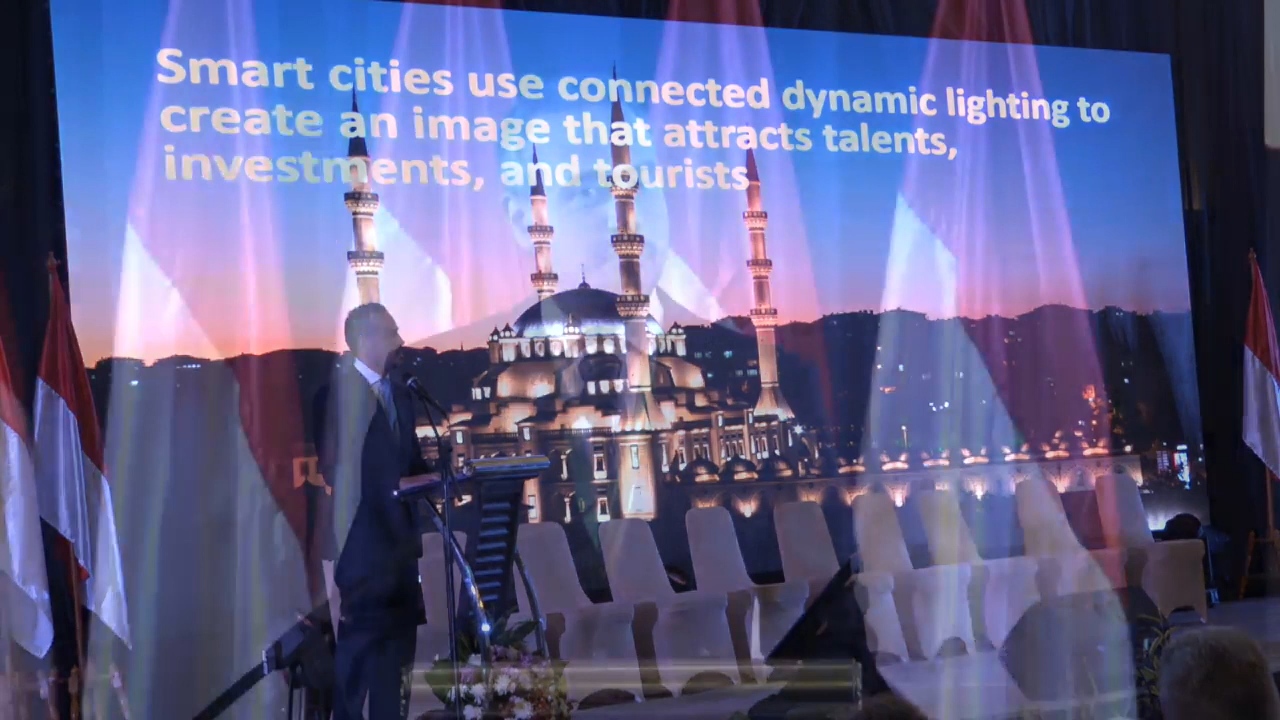 Smart cities use connected dynamic lighting to
create an image that attracts talents,
investments, and tourists